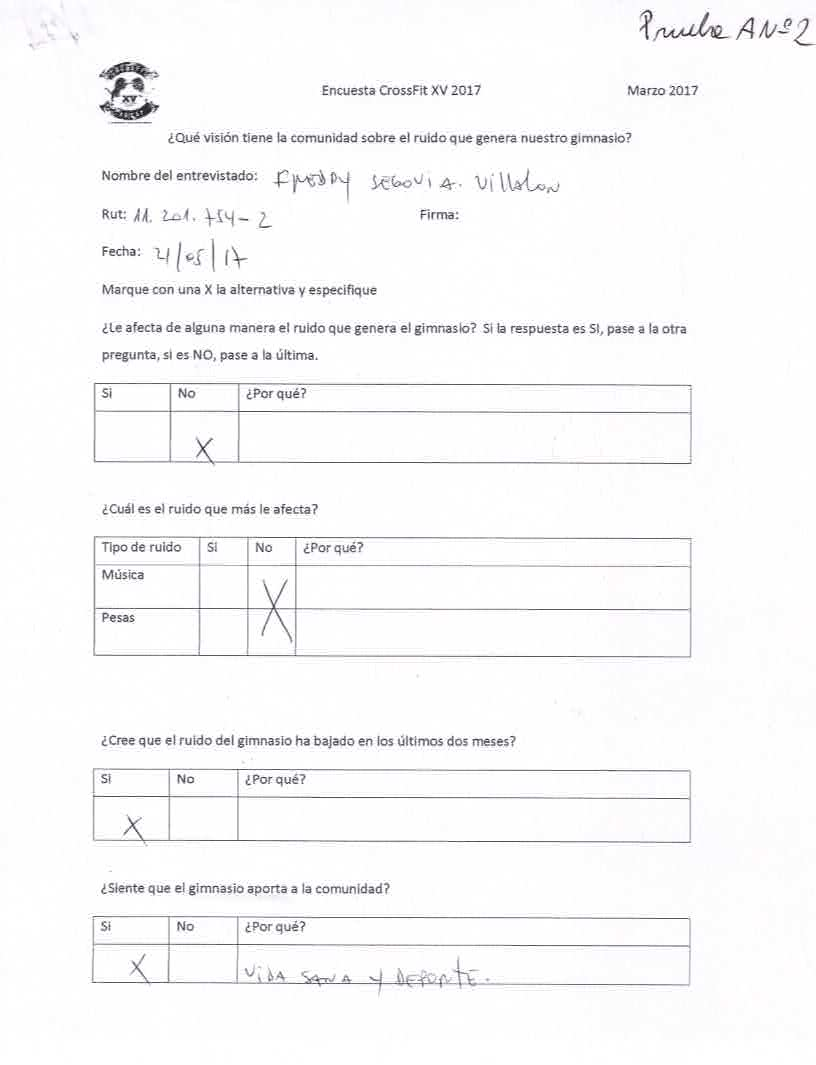 Prueba A Nº 2
XV
Encuesta CrossFit XV 2017 Marzo 2017
¿Qué visión tiene la comunidad sobre el ruido que genera nuestro gimnasio?
Nombre del entrevistado: FREDDY SEGOVIA. Villalon
Rut: 11. 201. 754-2 Firma:
Fecha: 21/05/17
Marque con una X la alternativa y especifique
¿Le afecta de alguna manera el ruido que genera el gimnasio? Si la respuesta es SI, pase a la otra
pregunta, si es NO, pase a la última.
Si No ¿Por qué?
X
¿Cuál es el ruido que más le afecta?
Tipo de ruido Si No ¿Por qué?
Música
X
Pesas
¿Cree que el ruido del gimnasio ha bajado en los últimos dos meses?
Si No ¿Por qué?
X
¿Siente que el gimnasio aporta a la comunidad?
Si No ¿Por qué?
X VIDA SANA Y DEPORTE.